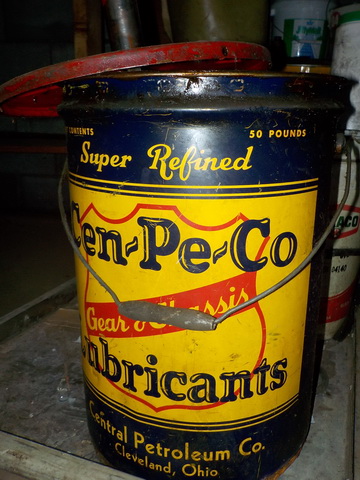 CONTENTS 50 POUNDS
Super Refined
Cen-Pe-Co
Gear & Chassis
Lubricants
Central Petroleum Co.
Cleveland, Ohio